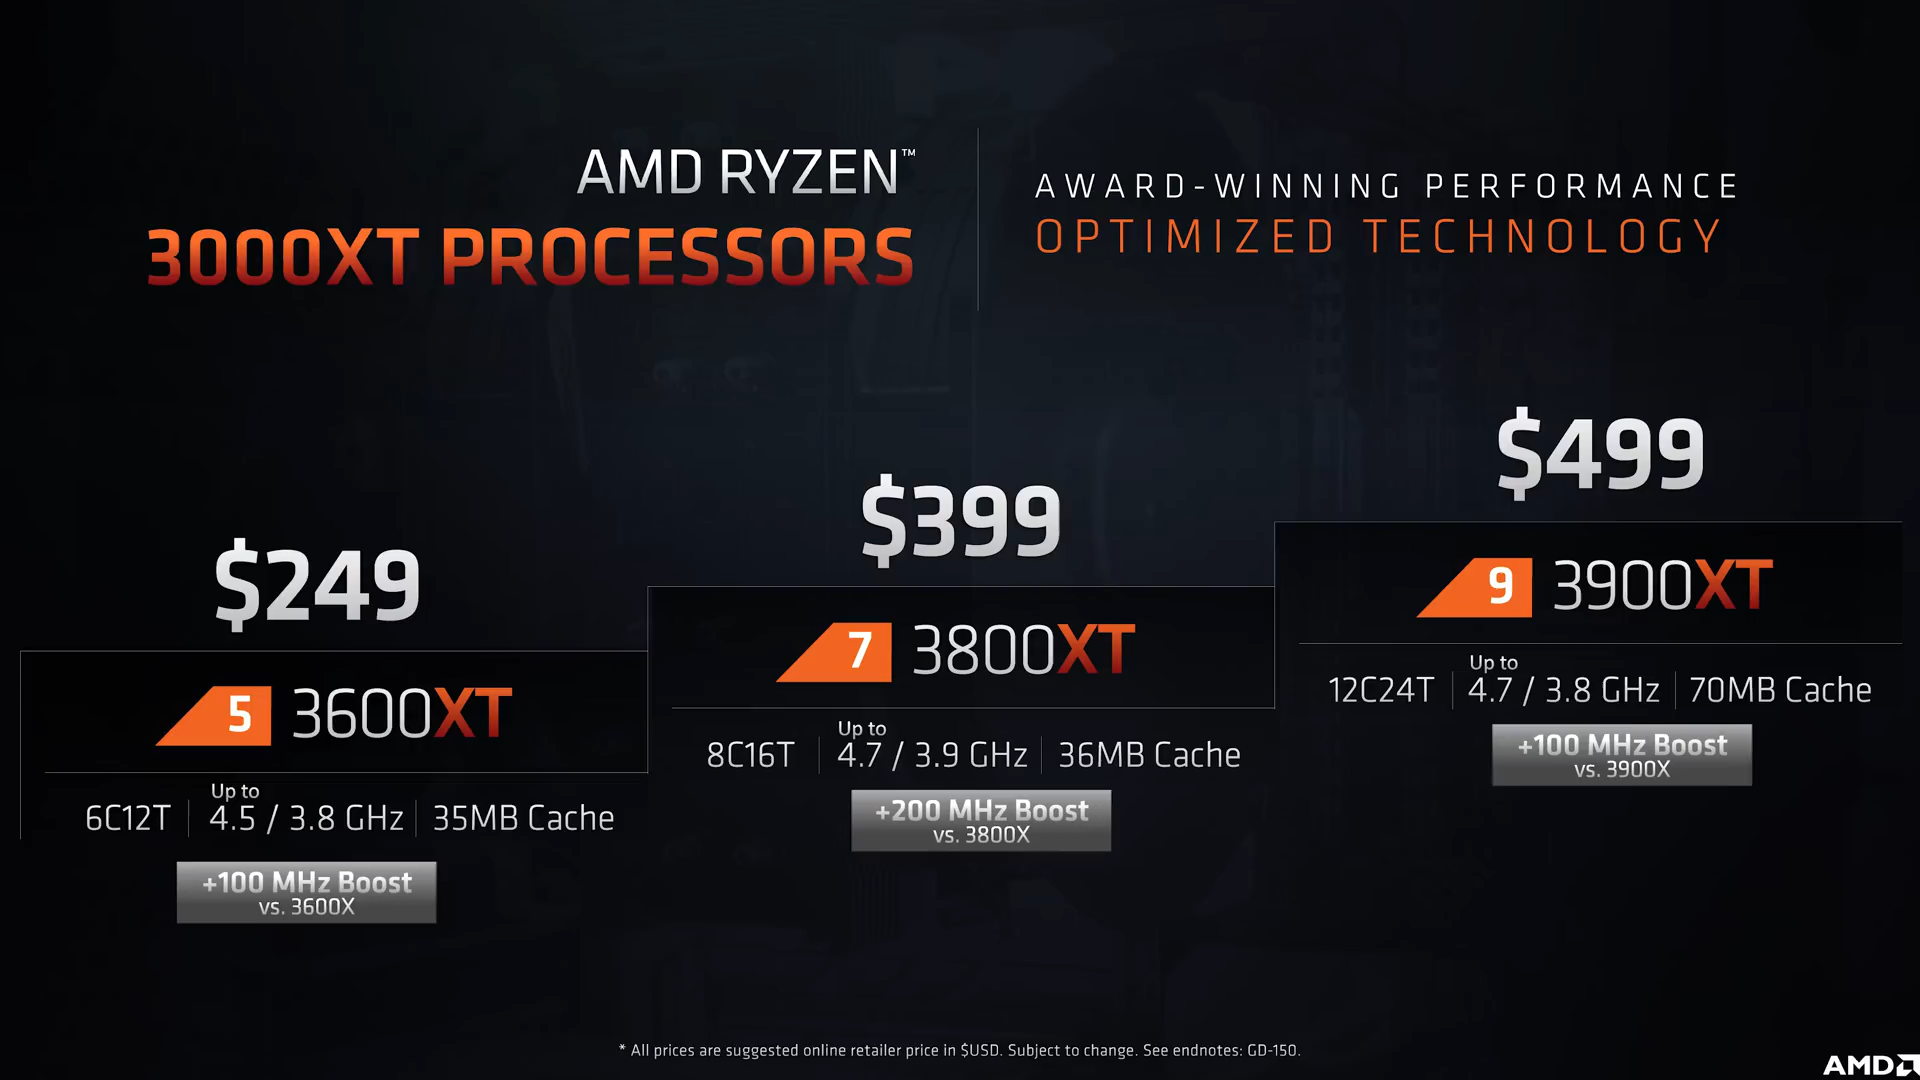 AMD RYZEN™
3000XT PROCESSORS
AWARD-WINNING PERFORMANCE
OPTIMIZED TECHNOLOGY
$249
5 3600XT
6C12T
Up to
4.5 / 3.8 GHz
35MB Cache
+100 MHz Boost
vs. 3600X
$399
7 3800XT
8C16T
Up to
4.7 / 3.9 GHz
36MB Cache
+200 MHz Boost
vs. 3800X
$499
9 3900XT
12C24T
Up to
4.7 / 3.8 GHz
70MB Cache
+100 MHz Boost
vs. 3900X
* All prices are suggested online retailer price in $USD. Subject to change. See endnotes: GD-150.
AMD